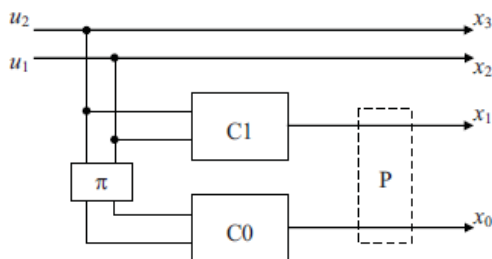 u₂ x₃
u₁ x₂
C1 x₁
π P
C0 x₀